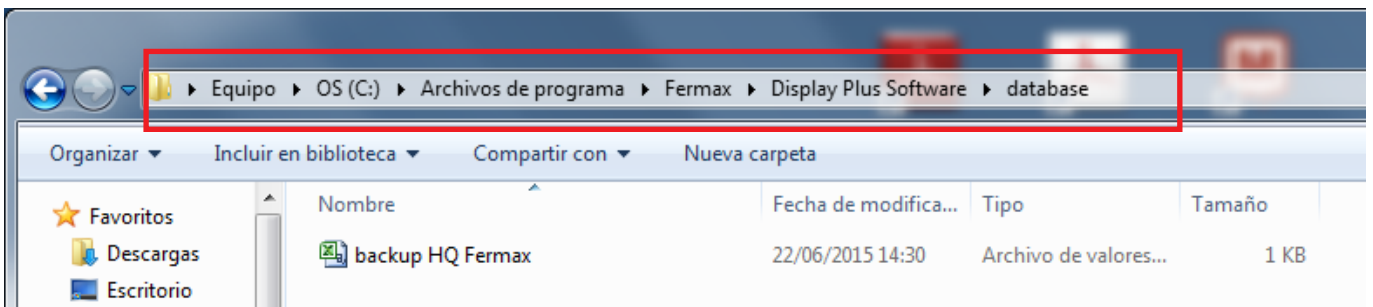 Equipo OS (C:) Archivos de programa Fermax Display Plus Software database
Organizar Incluir en biblioteca Compartir con Nueva carpeta
Favoritos
Descargas
Escritorio
Nombre Fecha de modifica... Tipo Tamaño
backup HQ Fermax 22/06/2015 14:30 Archivo de valores... 1 KB